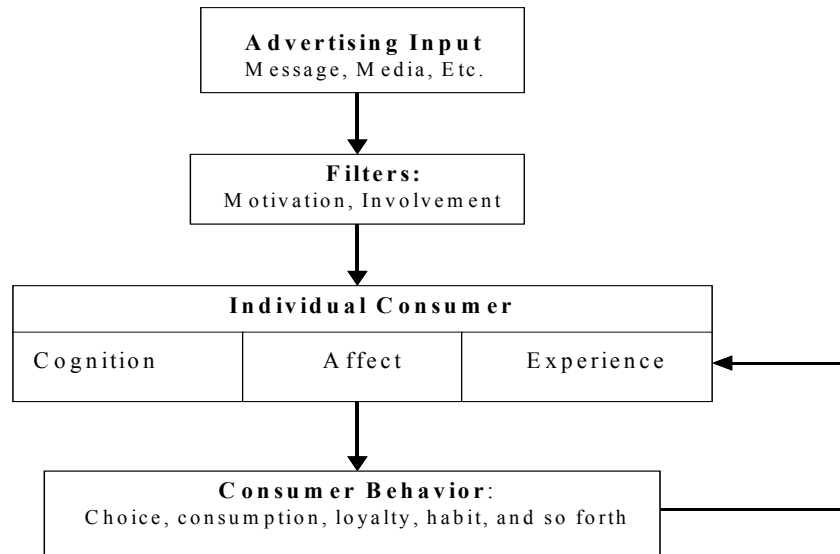 Advertising Input
Message, Media, Etc.
Filters:
Motivation, Involvement
Individual Consumer
Cognition Affect Experience
Consumer Behavior:
Choice, consumption, loyalty, habit, and so forth